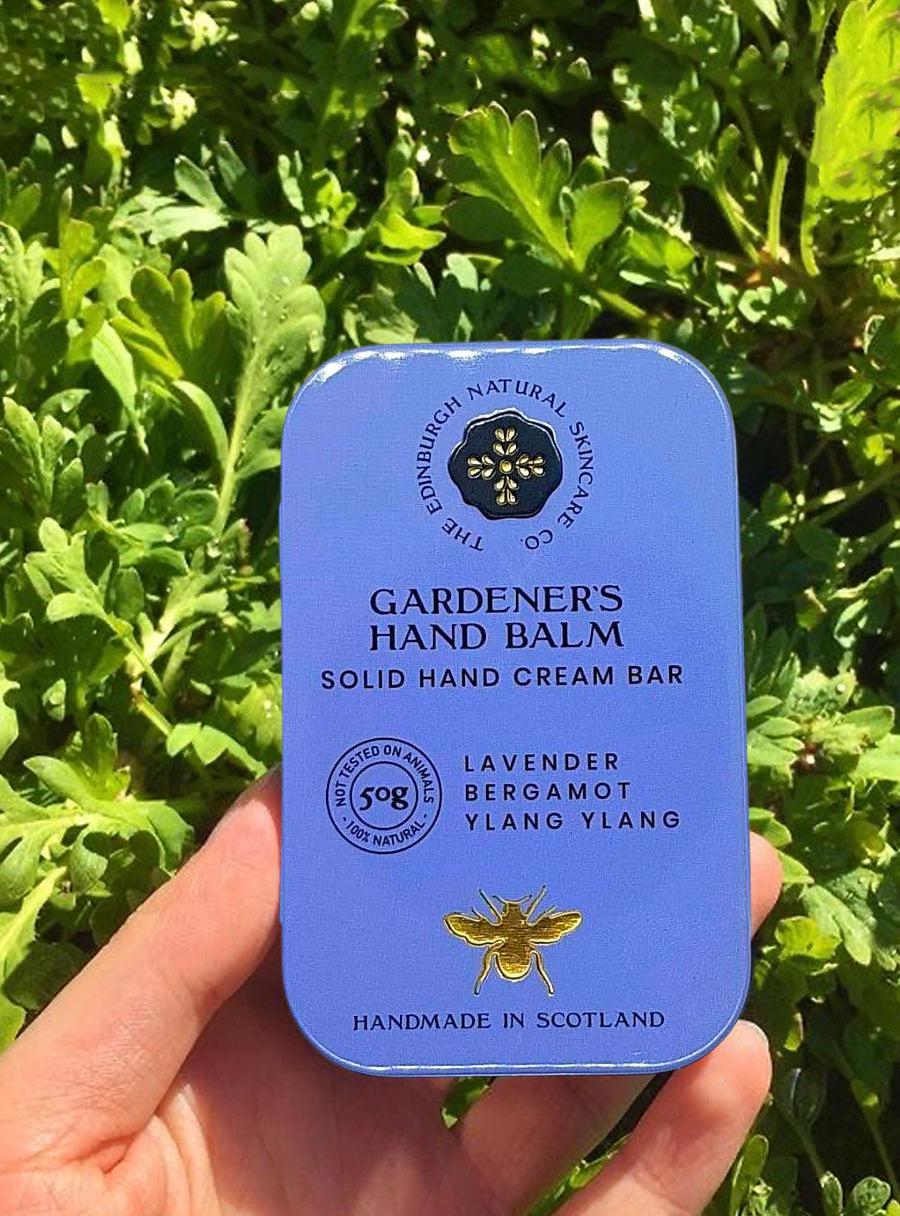 THE EDINBURGH NATURAL SKINCARE CO.
GARDENER'S
HAND BALM
SOLID HAND CREAM BAR
NOT TESTED ON ANIMALS
50g
- 100% NATURAL -
LAVENDER
BERGAMOT
YLANG YLANG
HANDMADE IN SCOTLAND